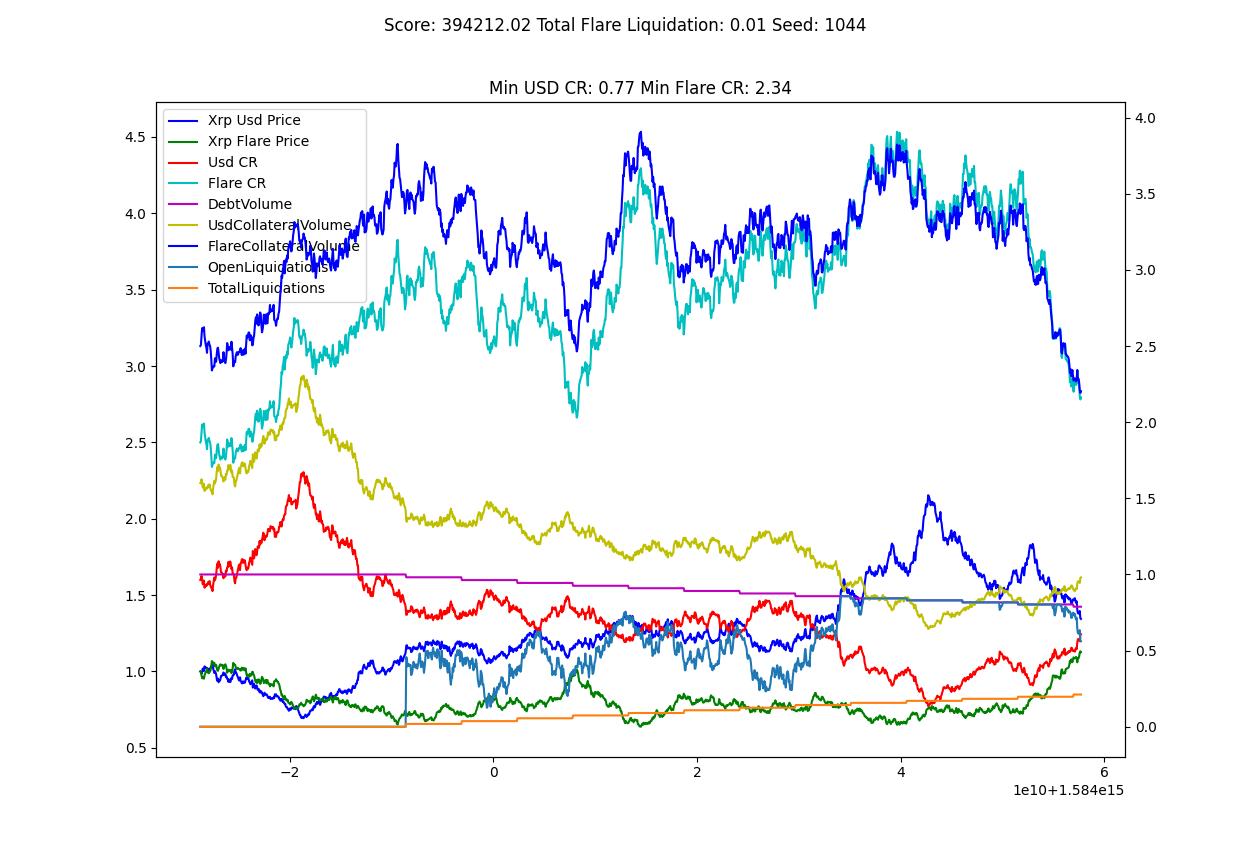 Score: 394212.02 Total Flare Liquidation: 0.01 Seed: 1044
Min USD CR: 0.77 Min Flare CR: 2.34
Xrp Usd Price
Xrp Flare Price
Usd CR
Flare CR
DebtVolume
UsdCollateralVolume
FlareCollateralVolume
OpenLiquidations
TotalLiquidations
4.5
4.0
3.5
3.0
2.5
2.0
1.5
1.0
0.5
4.0
3.5
3.0
2.5
2.0
1.5
1.0
0.5
0.0
−2
0
2
4
6
1e10+1.584e15